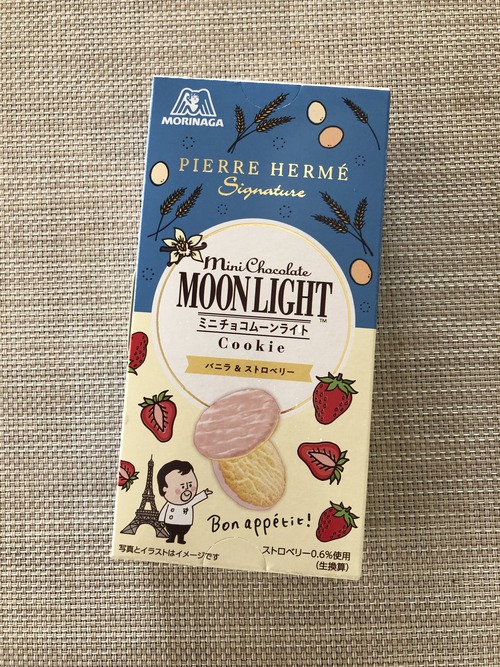 MORINAGA
PIERRE HERMÉ
Signature
Mini Chocolate
MOONLIGHT™
ミニチョコムーンライト
Cookie
バニラ & ストロベリー
Bon appétit!
写真とイラストはイメージです
ストロベリー0.6%使用
(生換算)